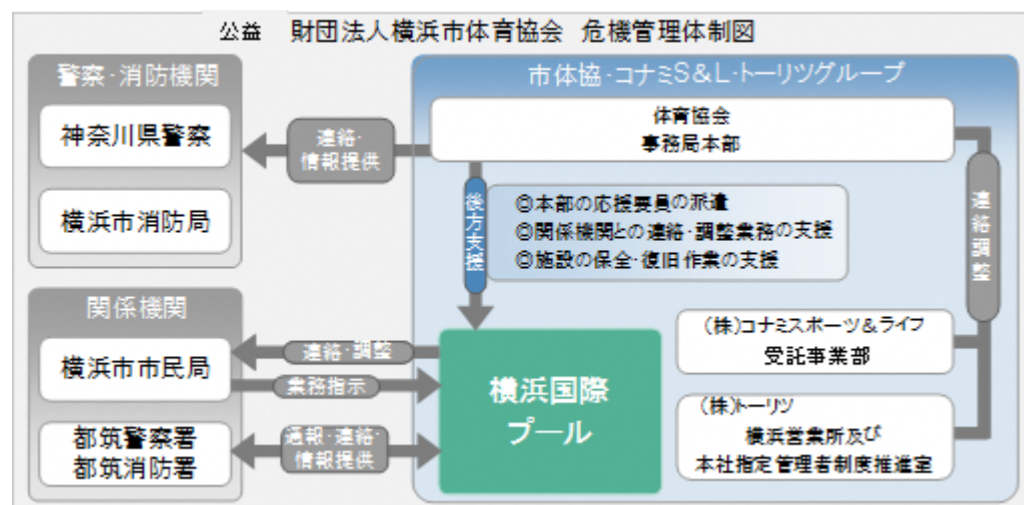 公益 財団法人横浜市体育協会 危機管理体制図
警察・消防機関
神奈川県警察
横浜市消防局
連絡・
情報提供
市体協・コナミS&L・トーリツグループ
体育協会
事務局本部
後方支援
◎本部の応援要員の派遣
◎関係機関との連絡・調整業務の支援
◎施設の保全・復旧作業の支援
連絡調整
関係機関
横浜市市民局
都筑警察署
都筑消防署
連絡・調整
業務指示
通報・連絡・
情報提供
横浜国際
プール
(株)コナミスポーツ&ライフ
受託事業部
(株)トーリツ
横浜営業所及び
本社指定管理者制度推進室